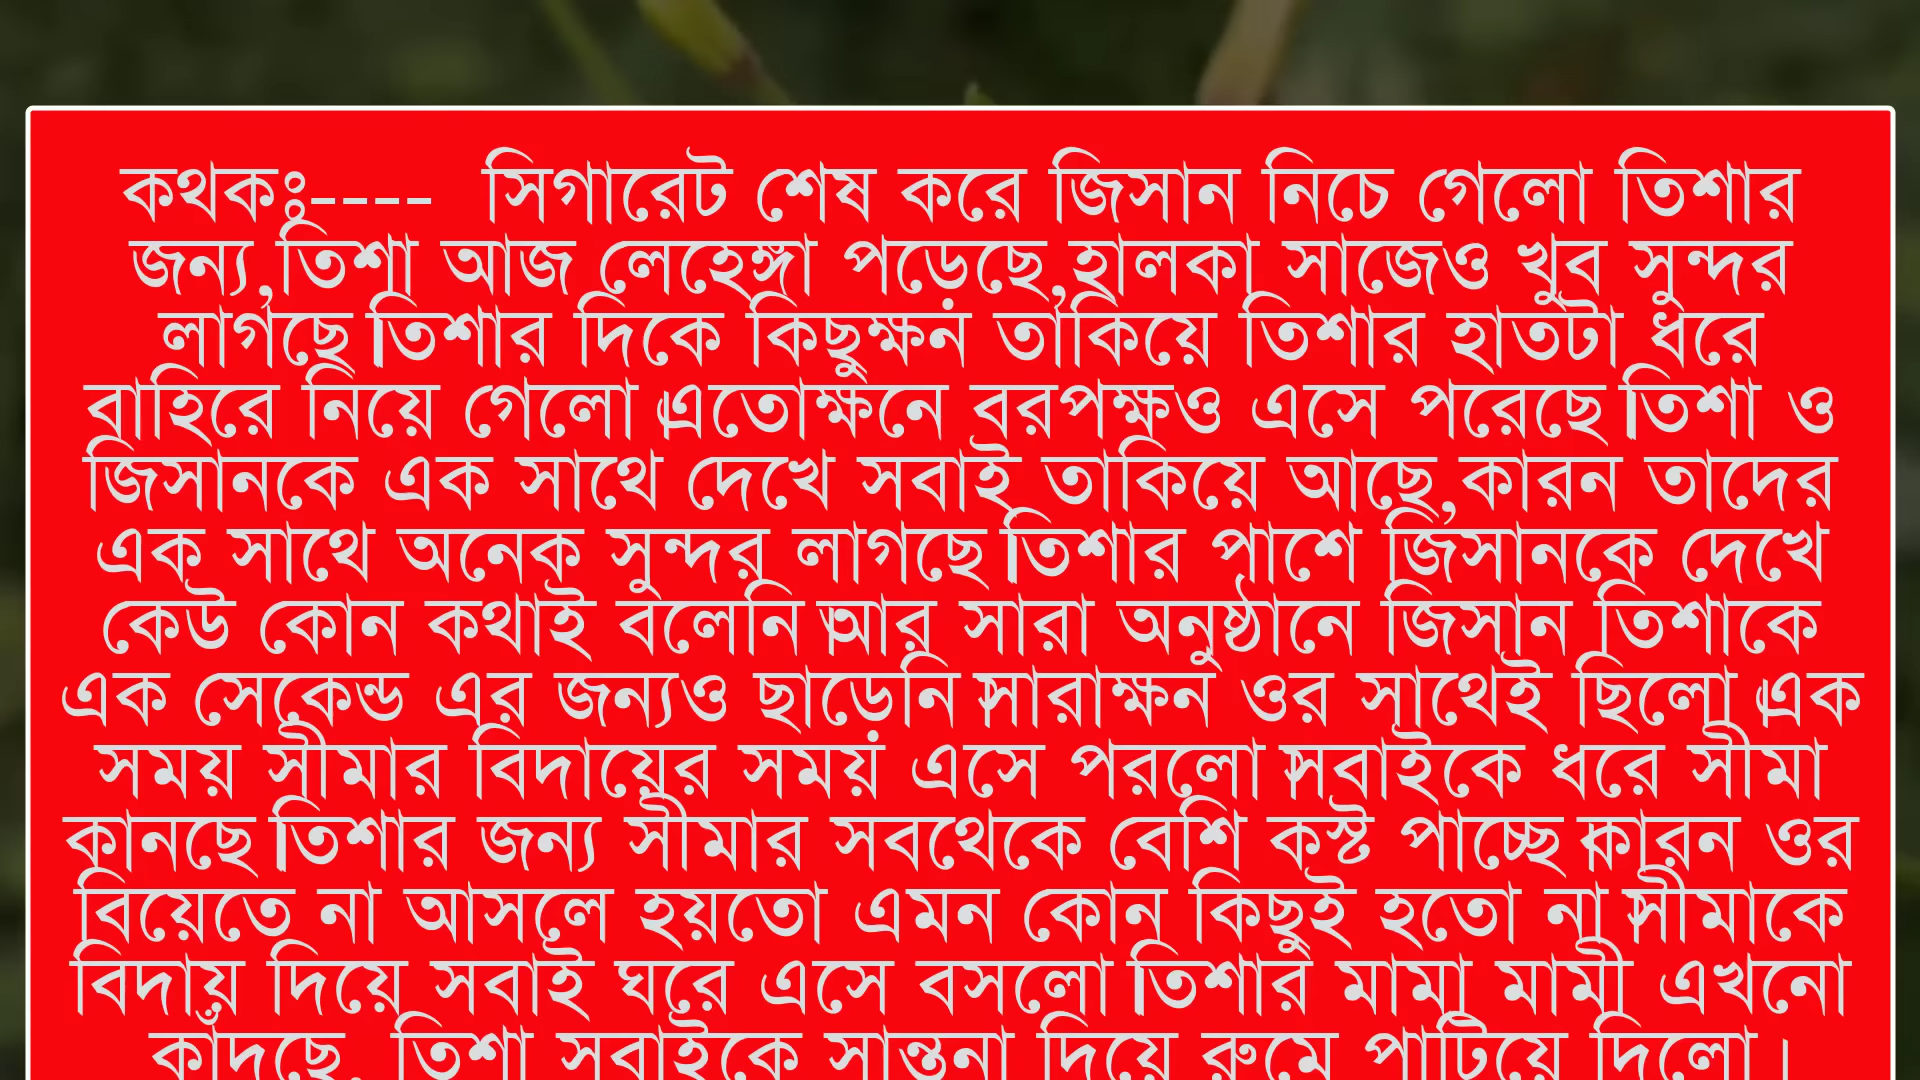 কথকঃ---- সিগারেট শেষ করে জিসান নিচে গেলো তিশার
জন্য,তিশা আজ লেহেঙ্গা পড়েছে,হালকা সাজেও খুব সুন্দর
লাগছে।তিশার দিকে কিছুক্ষন তাকিয়ে তিশার হাতটা ধরে
বাহিরে নিয়ে গেলো।এতোক্ষনে বরপক্ষও এসে পরেছে।তিশা ও
জিসানকে এক সাথে দেখে সবাই তাকিয়ে আছে,কারন তাদের
এক সাথে অনেক সুন্দর লাগছে।তিশার পাশে জিসানকে দেখে
কেউ কোন কথাই বলেনি।আর সারা অনুষ্ঠানে জিসান তিশাকে
এক সেকেন্ড এর জন্যও ছাড়েনি।সারাক্ষন ওর সাথেই ছিলো।এক
সময় সীমার বিদায়ের সময় এসে পরলো।সবাইকে ধরে সীমা
কানছে।তিশার জন্য সীমার সবথেকে বেশি কস্ট পাচ্ছে।কারন ওর
বিয়েতে না আসলে হয়তো এমন কোন কিছুই হতো না।সীমাকে
বিদায় দিয়ে সবাই ঘরে এসে বসলো।তিশার মামা মামী এখনো
কাঁদছে, তিশা সবাইকে সান্তনা দিয়ে রুমে পাটিয়ে দিলো।